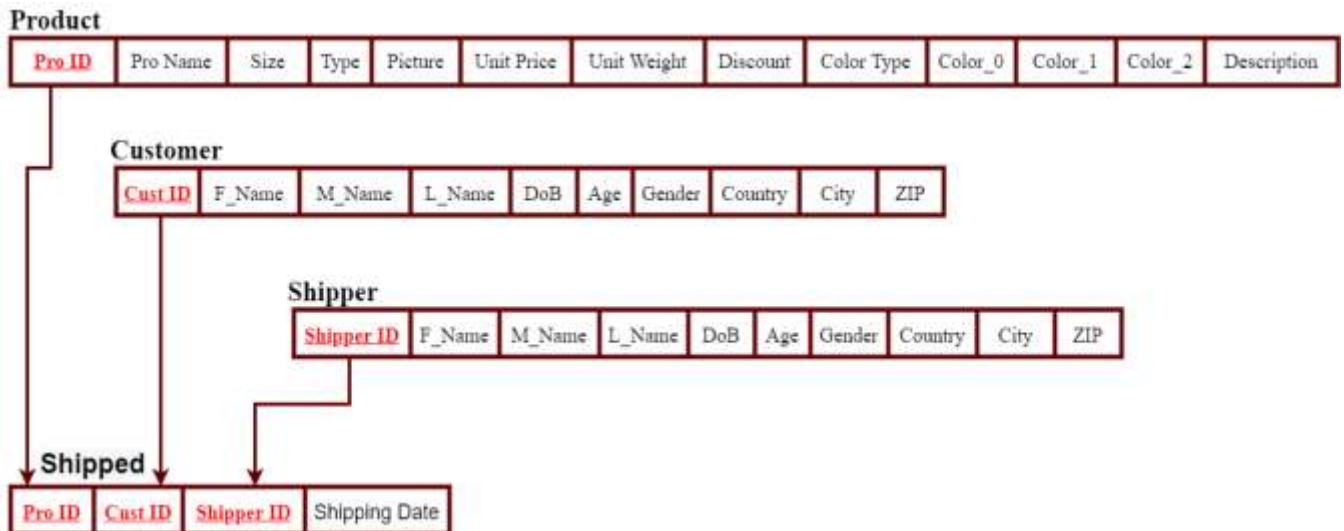 Product
Pro ID Pro Name Size Type Picture Unit Price Unit Weight Discount Color Type Color_0 Color_1 Color_2 Description
Customer
Cust ID F_Name M_Name L_Name DoB Age Gender Country City ZIP
Shipper
Shipper ID F_Name M_Name L_Name DoB Age Gender Country City ZIP
Shipped
Pro ID Cust ID Shipper ID Shipping Date